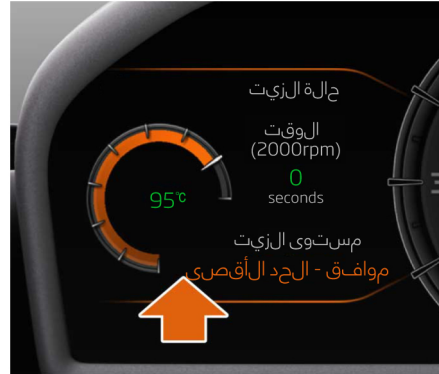 حالة الزيت
الوقت
(2000rpm)
0
seconds
95°C
مستوى الزيت
موافق - الحد الأقصى